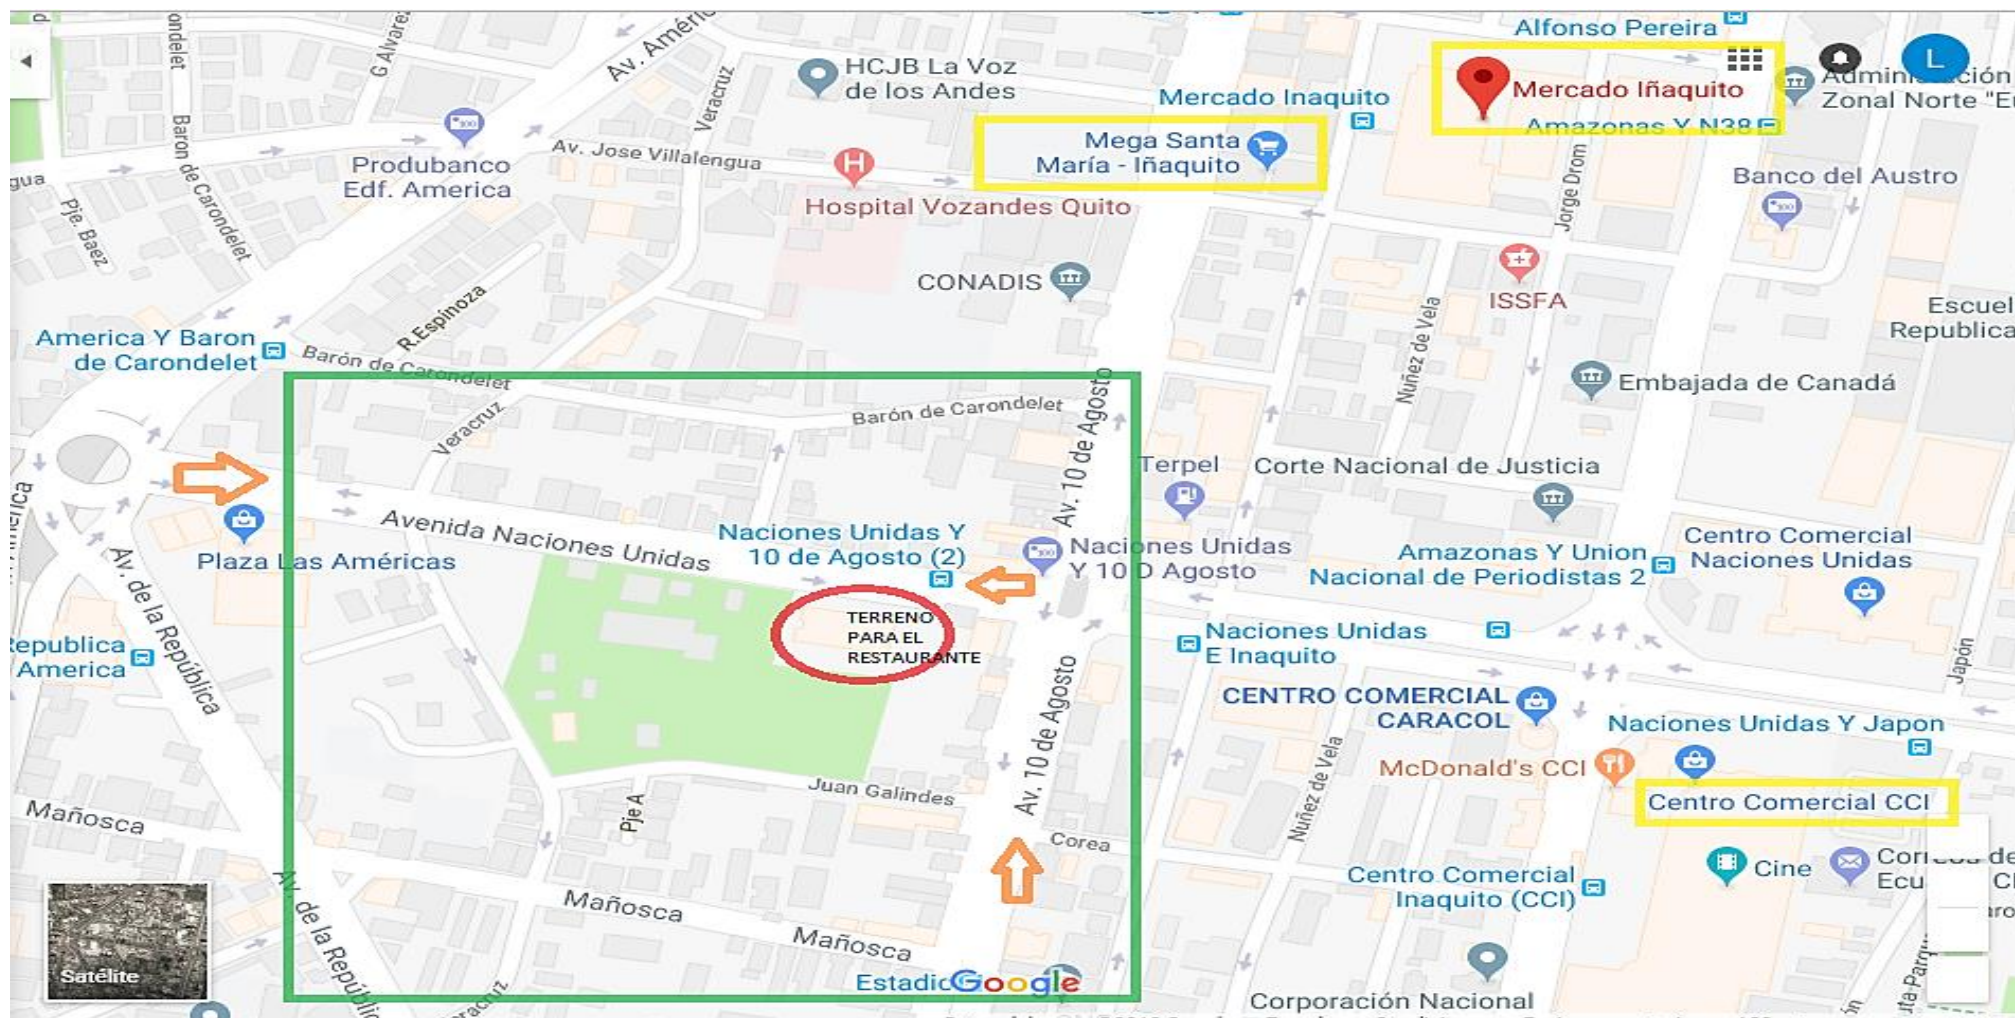 Alfonso Pereira
G Alvarez
Av. América
Baron de Carondelet
Veracruz
HCJB La Voz
de los Andes
Mercado Inaquito
Mercado Iñaquito
Amazonas Y N38
Zonal Norte "E
L
Produbanco
Edf. America
Av. Jose Villalengua
Mega Santa
María - Iñaquito
Hospital Vozandes Quito
Jorge Drom
Banco del Austro
Pje. Baez
CONADIS
ISSFA
Escuel
Republica
R.Espinoza
America Y Baron
de Carondelet
Barón de Carondelet
Nuñez de Vela
Embajada de Canadá
Barón de Carondelet
Av. 10 de Agosto
Veracruz
Terpel
Corte Nacional de Justicia
Plaza Las Américas
Avenida Naciones Unidas
Naciones Unidas Y
10 de Agosto (2)
Naciones Unidas
Y 10 D Agosto
Amazonas Y Union
Nacional de Periodistas 2
Centro Comercial
Naciones Unidas
Av. de la República
TERRENO
PARA EL
RESTAURANTE
Naciones Unidas
E Inaquito
Japón
epublica
America
CENTRO COMERCIAL
CARACOL
Naciones Unidas Y Japon
McDonald's CCI
Centro Comercial CCI
Av. 10 de Agosto
Juan Galindes
Nuñez de Vela
Pje A
Mañosca
Corea
Centro Comercial
Inaquito (CCI)
Cine
Av. de la República
Mañosca
Mañosca
Satélite
Google
Corporación Nacional